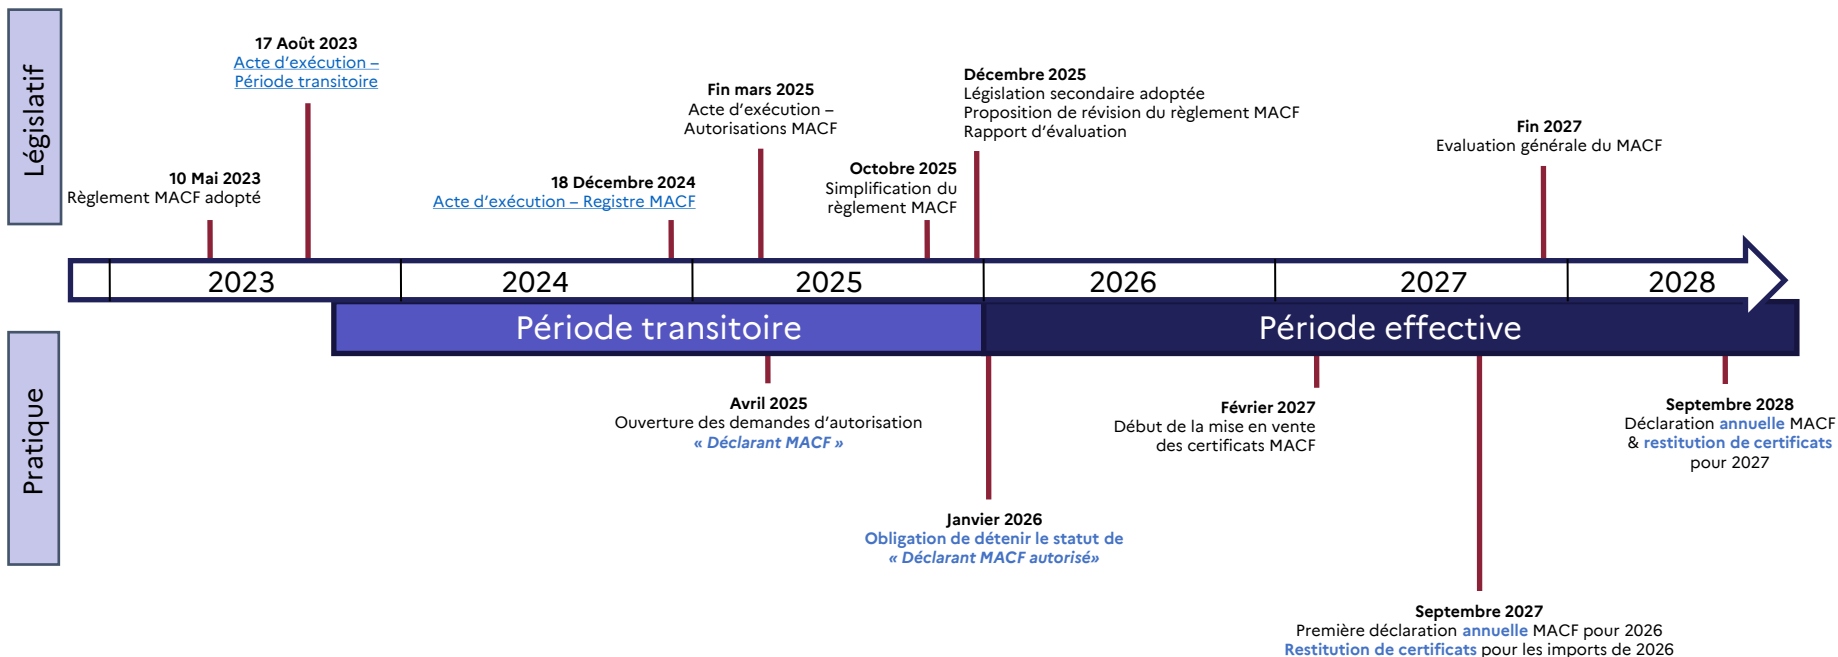 Législatif
17 Août 2023
Acte d'exécution –
Période transitoire
10 Mai 2023
Règlement MACF adopté
18 Décembre 2024
Acte d'exécution – Registre MACF
Fin mars 2025
Acte d'exécution –
Autorisations MACF
Octobre 2025
Simplification du
règlement MACF
Décembre 2025
Législation secondaire adoptée
Proposition de révision du règlement MACF
Rapport d'évaluation
Fin 2027
Evaluation générale du MACF
2023
2024
2025
2026
2027
2028
Période transitoire
Période effective
Pratique
Avril 2025
Ouverture des demandes d'autorisation
« Déclarant MACF »
Janvier 2026
Obligation de détenir le statut de
« Déclarant MACF autorisé»
Février 2027
Début de la mise en vente
des certificats MACF
Septembre 2027
Première déclaration annuelle MACF pour 2026
Restitution de certificats pour les imports de 2026
Septembre 2028
Déclaration annuelle MACF
& restitution de certificats
pour 2027